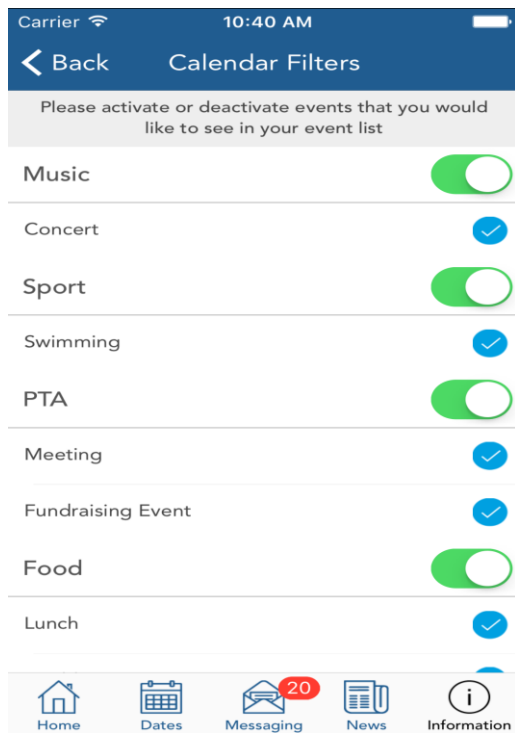 Carrier 10:40 AM
Back Calendar Filters
Please activate or deactivate events that you would
like to see in your event list
Music
Concert
Sport
Swimming
PTA
Meeting
Fundraising Event
Food
Lunch
20
Home Dates Messaging News Information